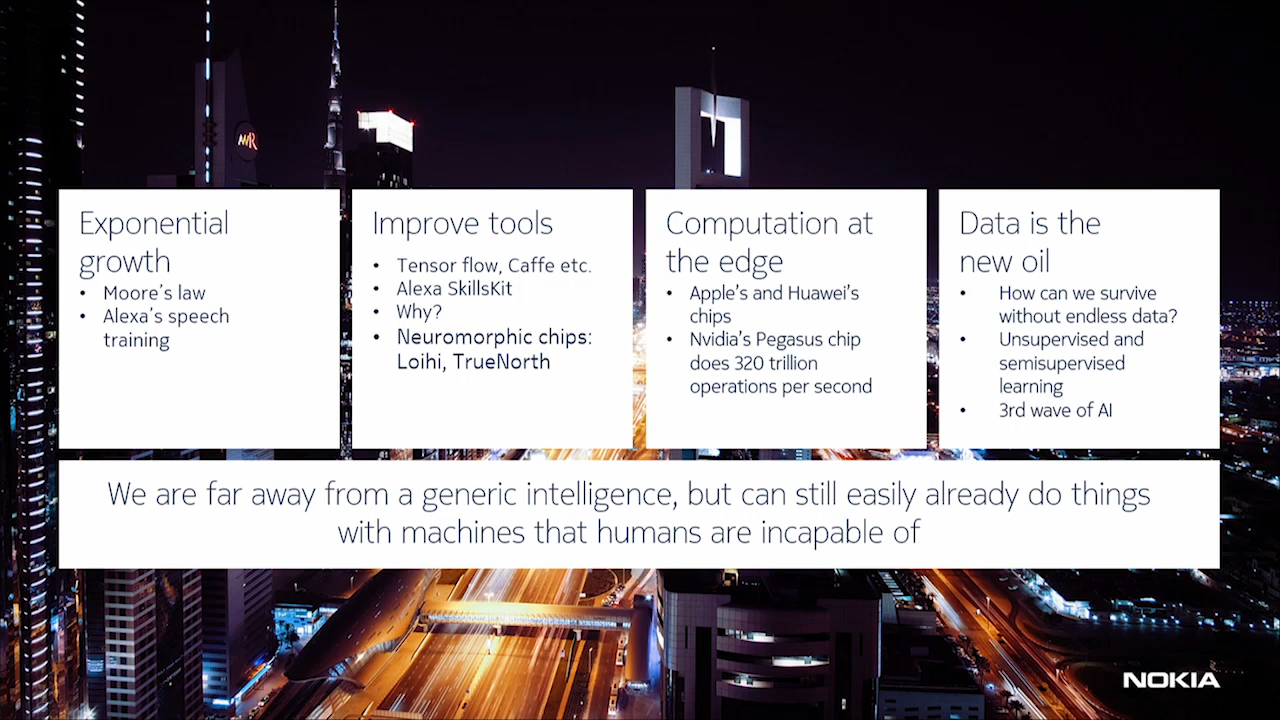 Exponential
growth
• Moore's law
• Alexa's speech
training
Improve tools
• Tensor flow, Caffe etc.
• Alexa SkillsKit
• Why?
• Neuromorphic chips:
Loihi, TrueNorth
Computation at
the edge
• Apple's and Huawei's
chips
• Nvidia's Pegasus chip
does 320 trillion
operations per second
Data is the
new oil
• How can we survive
without endless data?
• Unsupervised and
semisupervised
learning
• 3rd wave of AI
We are far away from a generic intelligence, but can still easily already do things
with machines that humans are incapable of
NOKIA